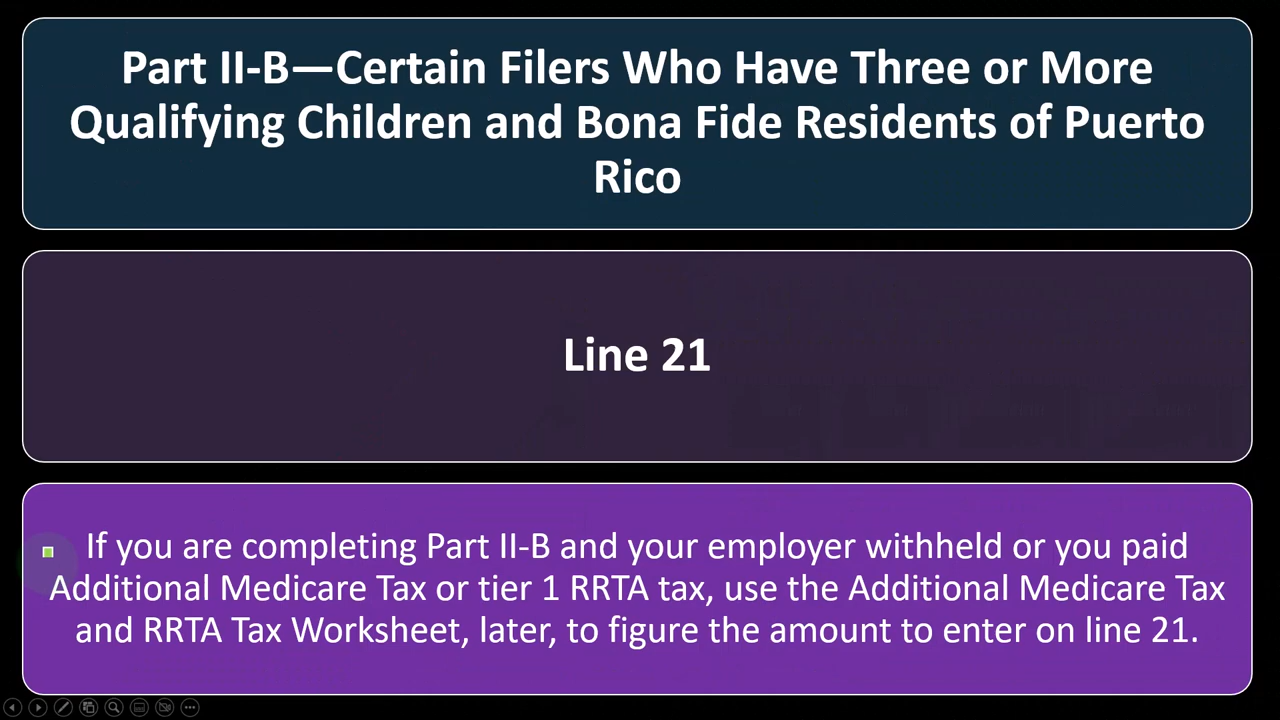 Part II-B—Certain Filers Who Have Three or More
Qualifying Children and Bona Fide Residents of Puerto
Rico
Line 21
If you are completing Part II-B and your employer withheld or you paid
Additional Medicare Tax or tier 1 RRTA tax, use the Additional Medicare Tax
and RRTA Tax Worksheet, later, to figure the amount to enter on line 21.